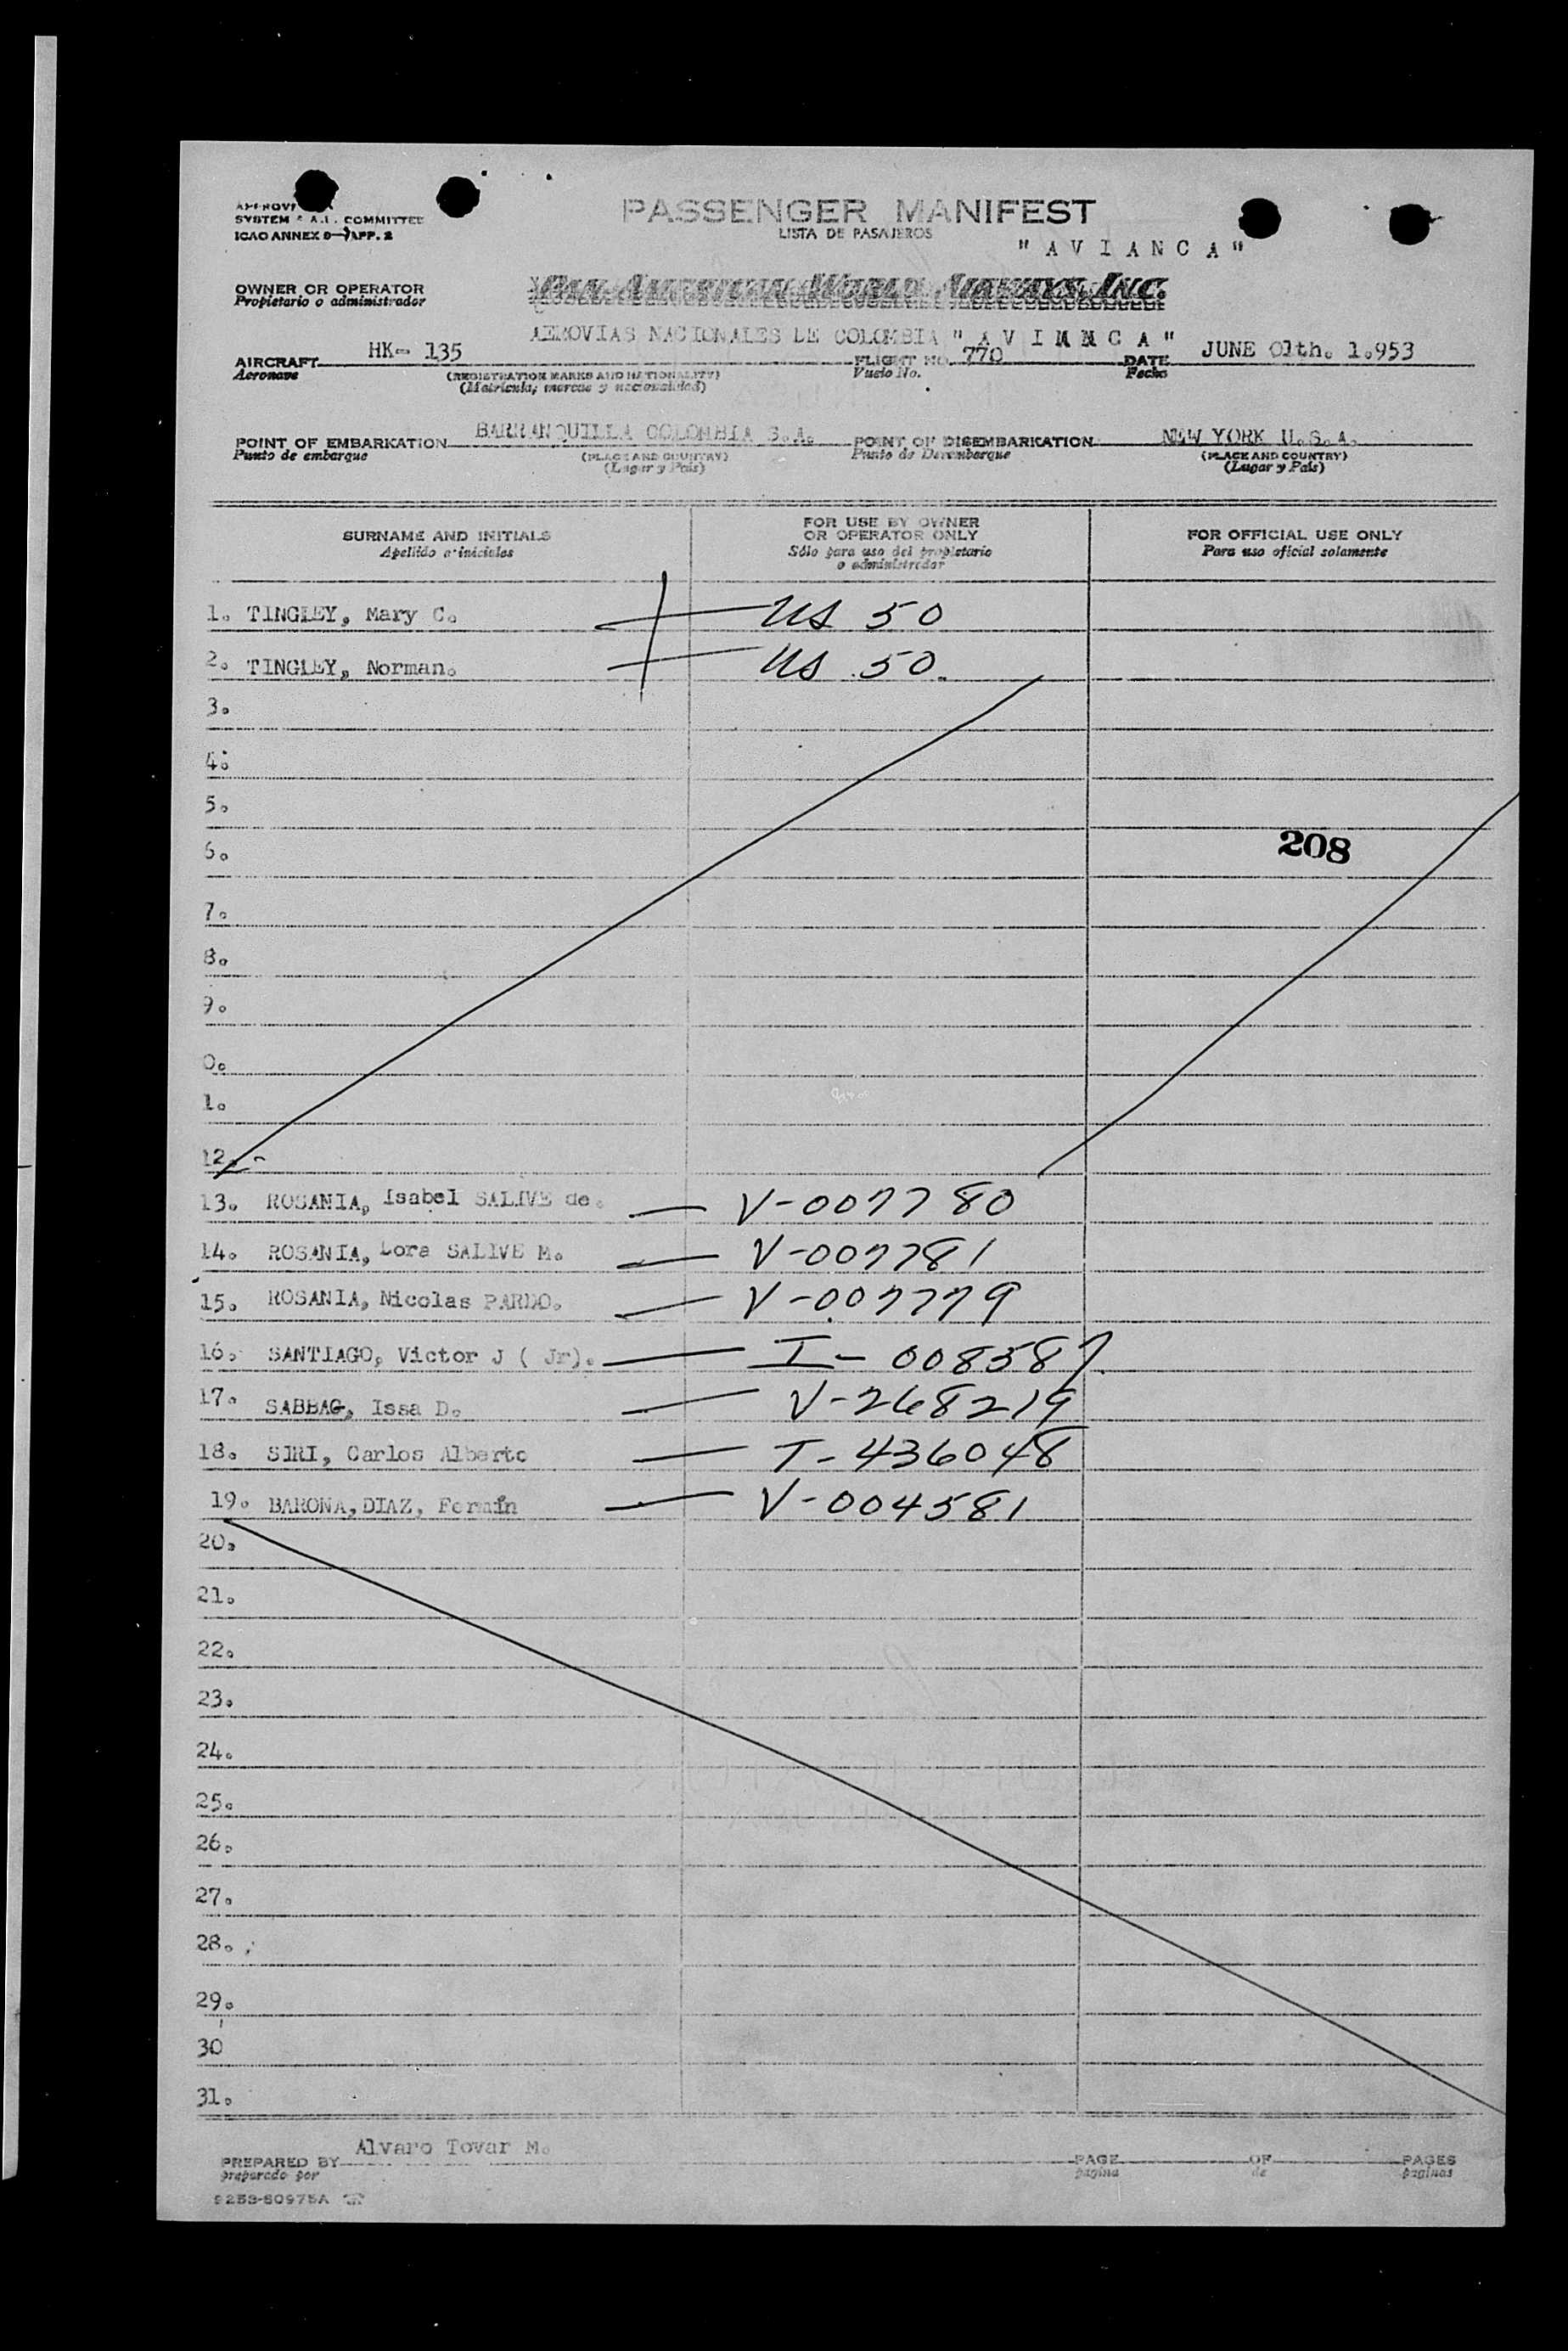 APPROVED
SYSTEM & A.I. COMMITTEE
ICAO ANNEX 9 APP. 2
PASSENGER MANIFEST
LISTA DE PASAJEROS
" A V I A N C A "
OWNER OR OPERATOR
Propietario o administrador
PAN AMERICAN WORLD AIRWAYS, INC.
AEROVIAS NACIONALES DE COLOMBIA " A V I A N C A "
AIRCRAFT HK- 135 FLIGHT NO. 770 DATE JUNE 01th. 1.953
Aeronave (REGISTRATION MARKS AND NATIONALITY) Vuelo No. Fecha
(Matricula, marcas y nacionalidad)
POINT OF EMBARKATION BARRANQUILLA COLOMBIA S.A. POINT OF DISEMBARKATION NEW YORK U.S.A.
Punto de embarque (PLACE AND COUNTRY) Punto de Desembarque (PLACE AND COUNTRY)
(Lugar y País) (Lugar y País)
SURNAME AND INITIALS
Apellido e iniciales
FOR USE BY OWNER
OR OPERATOR ONLY
Sólo para uso del propietario
o administrador
FOR OFFICIAL USE ONLY
Para uso oficial solamente
1. TINGLEY, Mary C. US 50
2. TINGLEY, Norman. US 50.
3.
4.
5.
208
6.
7.
8.
9.
0.
1.
12.
13. ROSANIA, Isabel SALIVE de. — V-007780
14. ROSANIA, Lora SALIVE M. — V-007781
15. ROSANIA, Nicolas PARDO. — V-007779
16. SANTIAGO, Victor J ( Jr). — I-008587
17. SABBAG, Issa D. — V-268219
18. SIRI, Carlos Alberto — T-436048
19. BARONA, DIAZ, Fermín — V-004581
20.
21.
22.
23.
24.
25.
26.
27.
28.
29.
30
31.
PREPARED BY Alvaro Tovar M. PAGE OF PAGES
preparado por pagina de paginas
9253-60975A